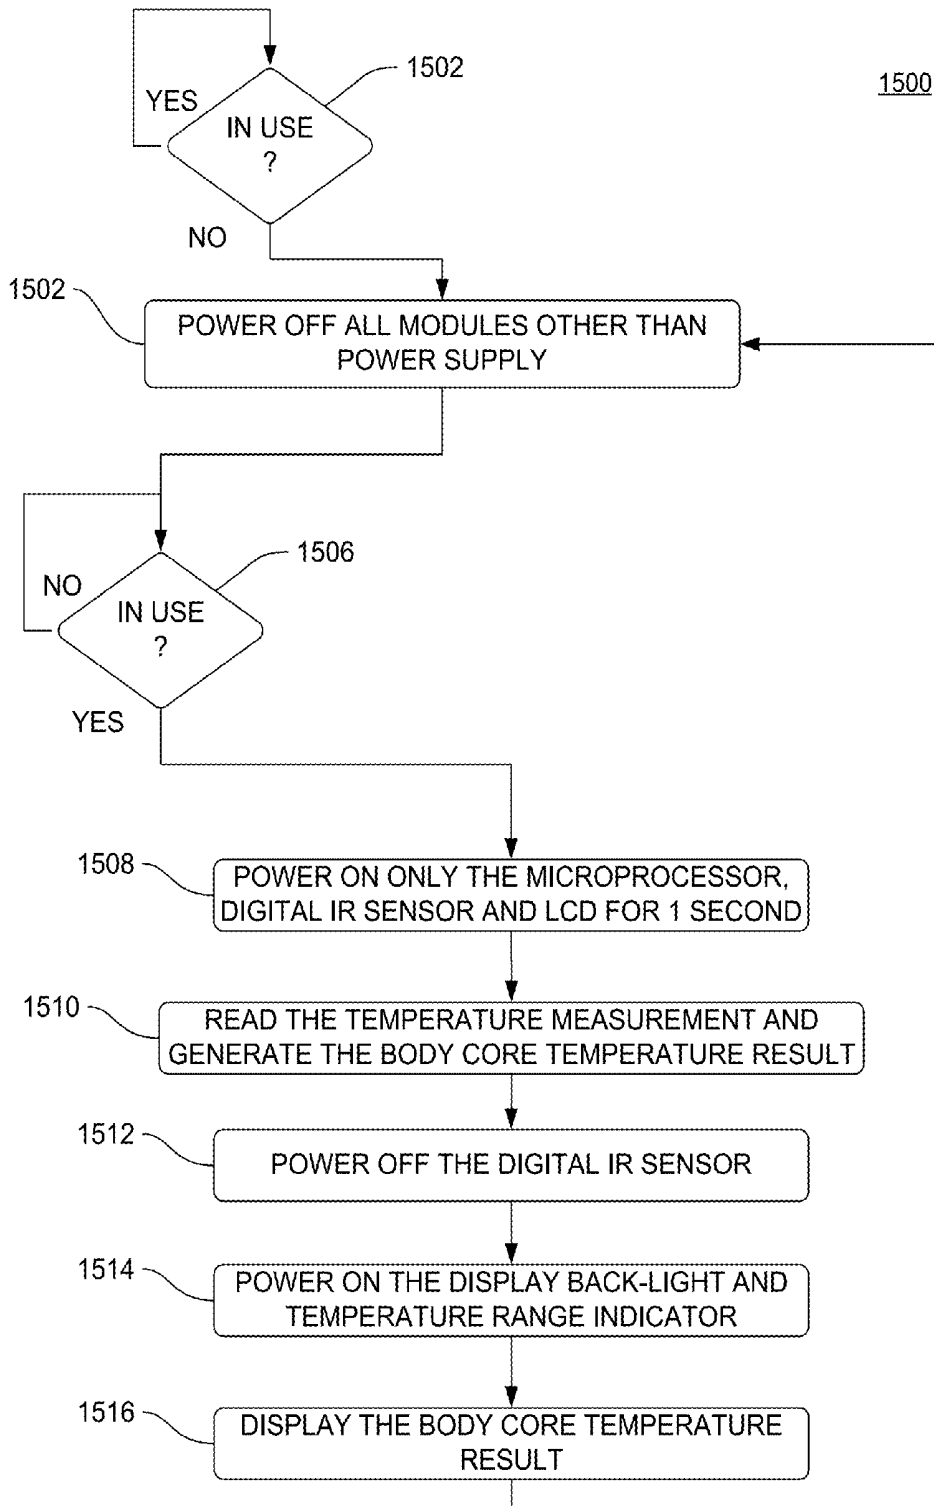 1502
1500
YES
IN USE
?
NO
1502
POWER OFF ALL MODULES OTHER THAN
POWER SUPPLY
1506
NO
IN USE
?
YES
1508
POWER ON ONLY THE MICROPROCESSOR,
DIGITAL IR SENSOR AND LCD FOR 1 SECOND
1510
READ THE TEMPERATURE MEASUREMENT AND
GENERATE THE BODY CORE TEMPERATURE RESULT
1512
POWER OFF THE DIGITAL IR SENSOR
1514
POWER ON THE DISPLAY BACK-LIGHT AND
TEMPERATURE RANGE INDICATOR
1516
DISPLAY THE BODY CORE TEMPERATURE
RESULT